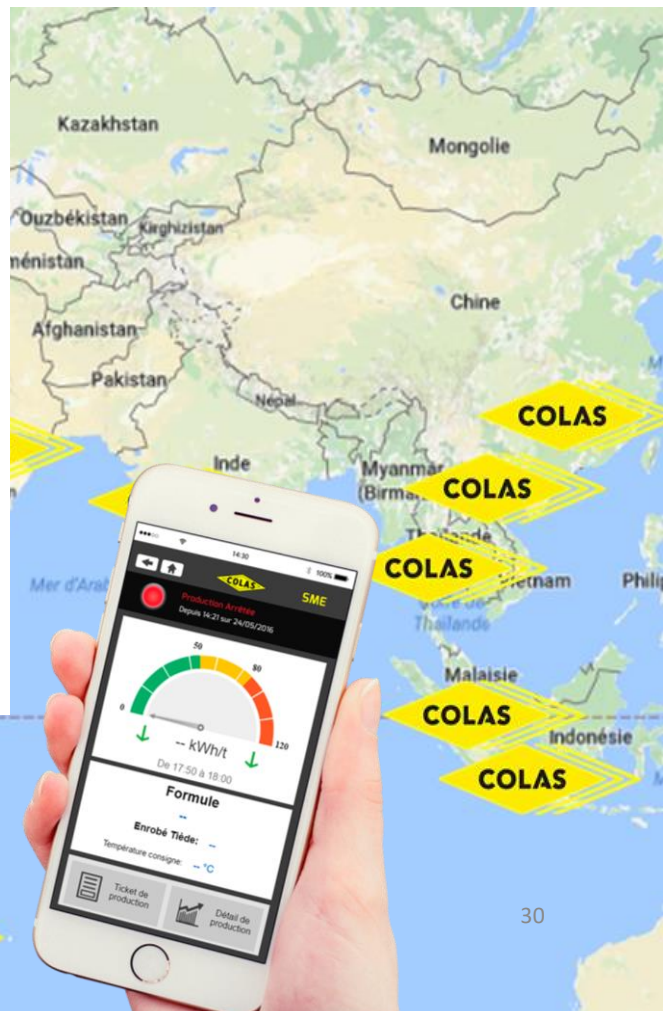 Kazakhstan
Mongolie
Ouzbékistan
Kirghizistan
ménistan
Chine
Afghanistan
Pakistan
Népal
COLAS
Inde
Myanmar
(Birma
COLAS
Thaïlande
COLAS
Vietnam
Philip
Mer d'Arab
Thaïlande
Malaisie
COLAS
Indonésie
COLAS
14:30
100%
COLAS
SME
Production Arrêtée
Depuis 14:21 sur 24/05/2016
50
80
0
120
-- kWh/t
De 17:50 à 18:00
Formule
--
Enrobé Tiède: --
Température consigne: -- °C
Ticket de
production
Détail de
production
30